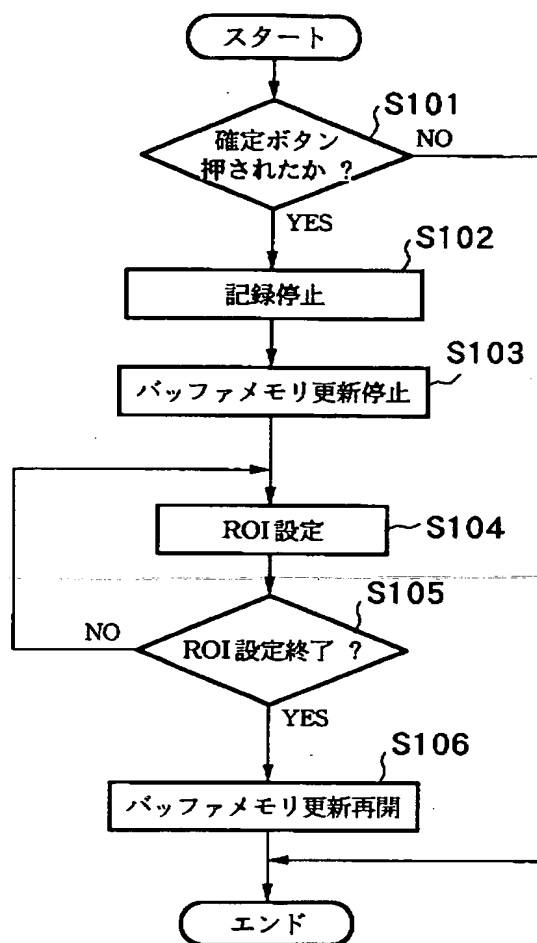 スタート
S101
確定ボタン
押されたか ?
NO
YES
S102
記録停止
S103
バッファメモリ更新停止
ROI設定
S104
S105
NO
ROI設定終了 ?
YES
S106
バッファメモリ更新再開
エンド